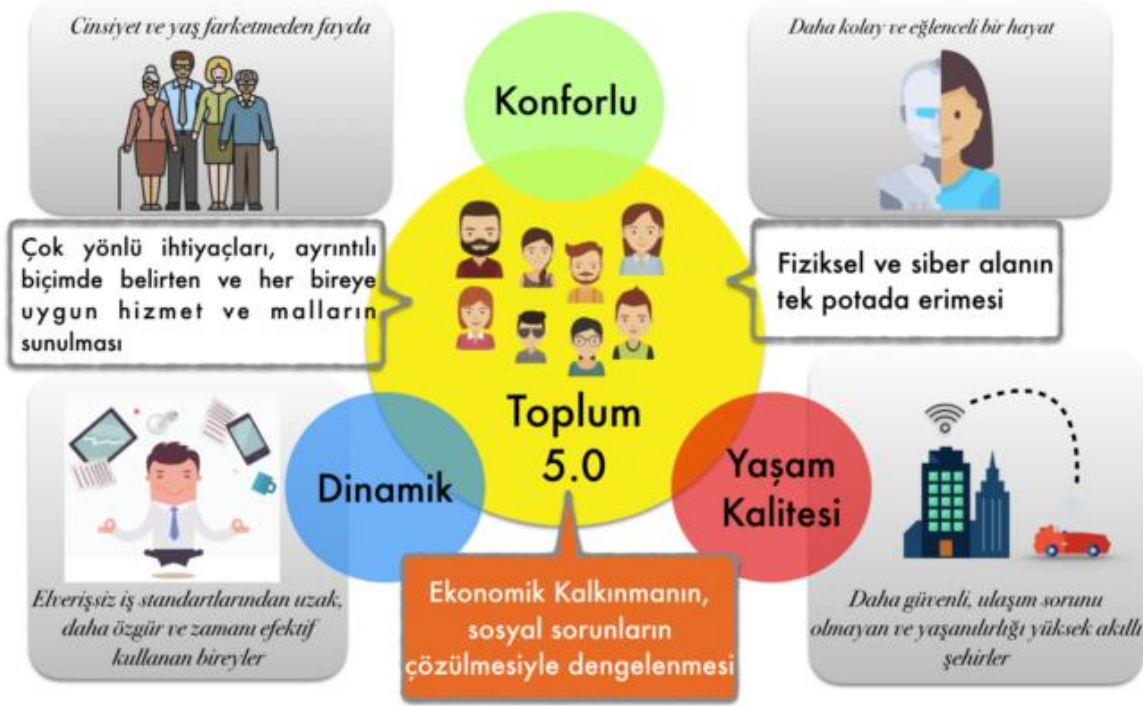 Cinsiyet ve yaş farketmeden fayda
Daha kolay ve eğlenceli bir hayat
Konforlu
Çok yönlü ihtiyaçları, ayrıntılı
biçimde belirten ve her bireye
uygun hizmet ve malların
sunulması
Fiziksel ve siber alanın
tek potada erimesi
Toplum
5.0
Dinamik
Yaşam
Kalitesi
Elverişsiz iş standartlarından uzak,
daha özgür ve zamanı efektif
kullanan bireyler
Ekonomik Kalkınmanın,
sosyal sorunların
çözülmesiyle dengelenmesi
Daha güvenli, ulaşım sorunu
olmayan ve yaşanılırlığı yüksek akıllı
şehirler